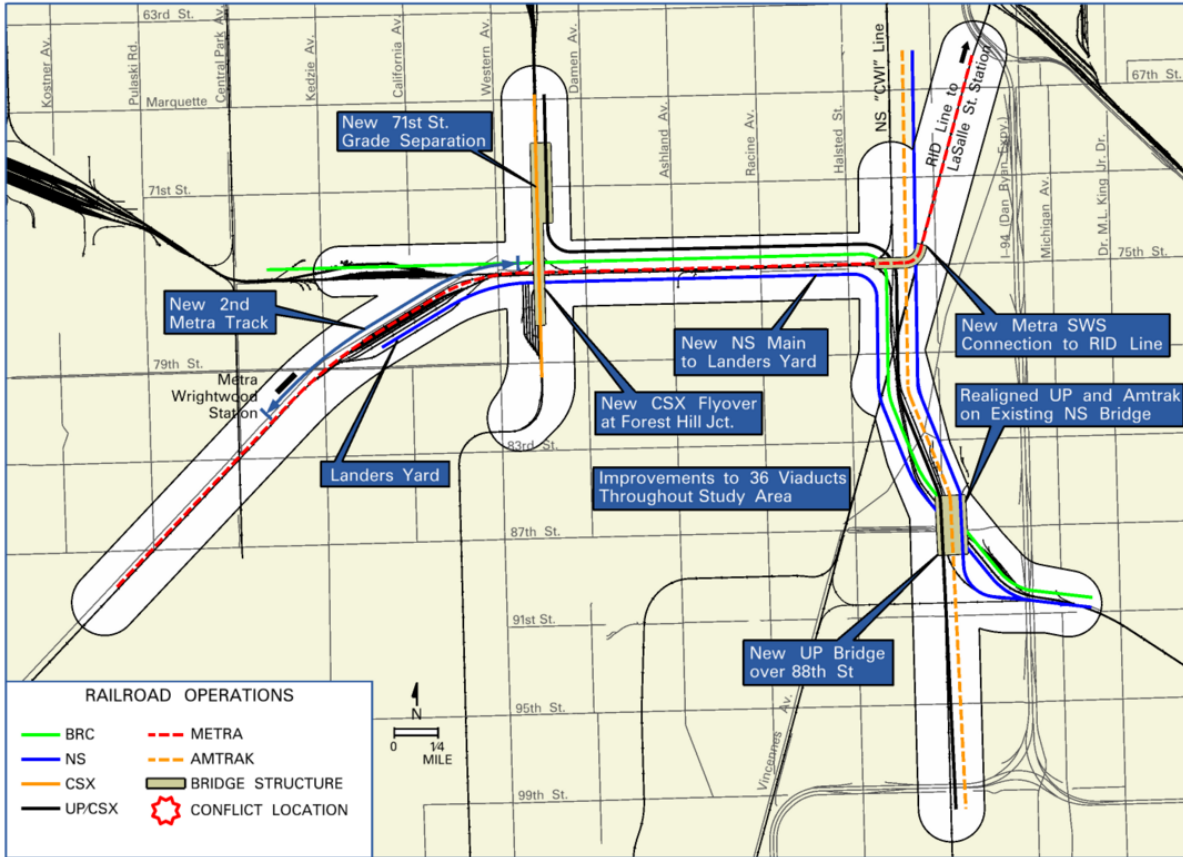 63rd St.
Kostner Av.
Pulaski Rd.
Central Park Av.
Kedzie Av.
California Av.
Western Av.
Damen Av.
Ashland Av.
Racine Av.
Halsted St.
NS "CWI" Line
RID Line to
LaSalle St. Station
I-94 (Dan Ryan Expy.)
Michigan Av.
Dr. M.L. King Jr. Dr.
67th St.
Marquette
New 71st St.
Grade Separation
71st St.
75th St.
New 2nd
Metra Track
New NS Main
to Landers Yard
New Metra SWS
Connection to RID Line
79th St.
Metra
Wrightwood
Station
New CSX Flyover
at Forest Hill Jct.
Realigned UP and Amtrak
on Existing NS Bridge
83rd St.
Landers Yard
Improvements to 36 Viaducts
Throughout Study Area
87th St.
91st St.
New UP Bridge
over 88th St
95th St.
Vincennes Av.
99th St.
RAILROAD OPERATIONS
BRC
NS
CSX
UP/CSX
METRA
AMTRAK
BRIDGE STRUCTURE
CONFLICT LOCATION
N
0 1/4
MILE